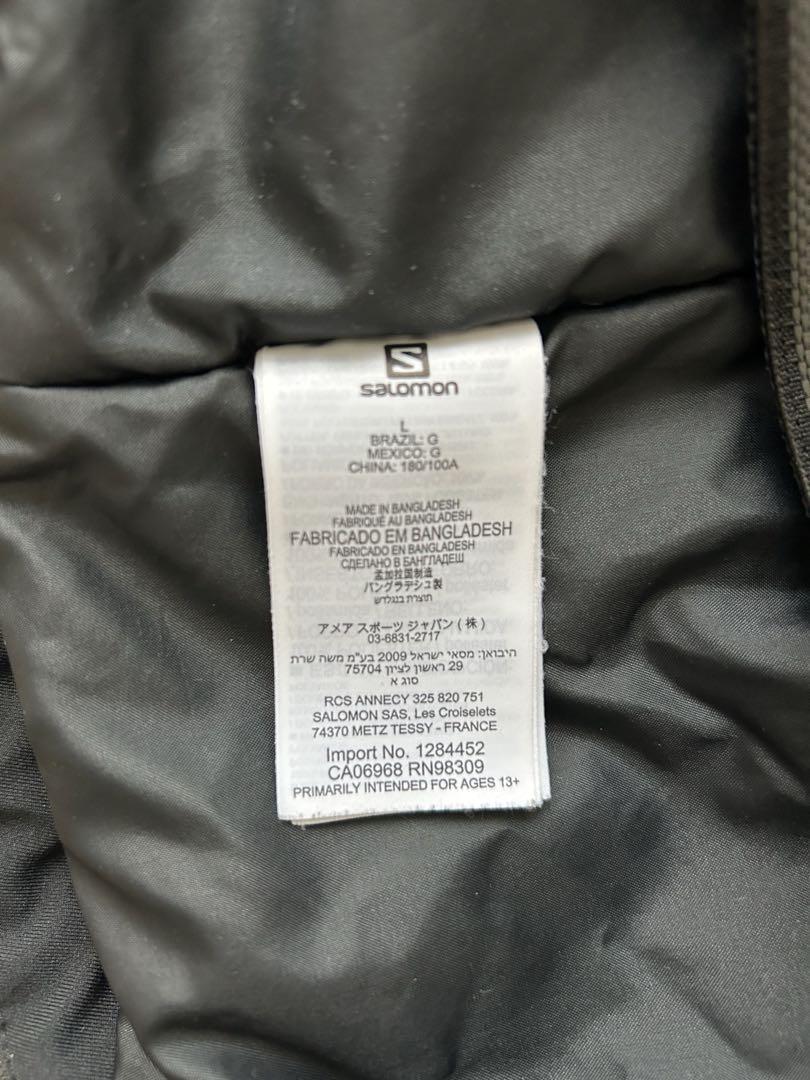 S
salomon
L
BRAZIL: G
MEXICO: G
CHINA: 180/100A
MADE IN BANGLADESH
FABRIQUÉ AU BANGLADESH
FABRICADO EM BANGLADESH
FABRICADO EN BANGLADESH
СДЕЛАНО В БАНГЛАДЕШ
孟加拉国制造
バングラデシュ製
תוצרת בנגלדש
アメア スポーツ ジャパン ( 株 )
03-6831-2717
היבואן: מסאי ישראל 2009 בע"מ משה שרת
29 ראשון לציון 75704
סוג א
RCS ANNECY 325 820 751
SALOMON SAS, Les Croiselets
74370 METZ TESSY - FRANCE
Import No. 1284452
CA06968 RN98309
PRIMARILY INTENDED FOR AGES 13+